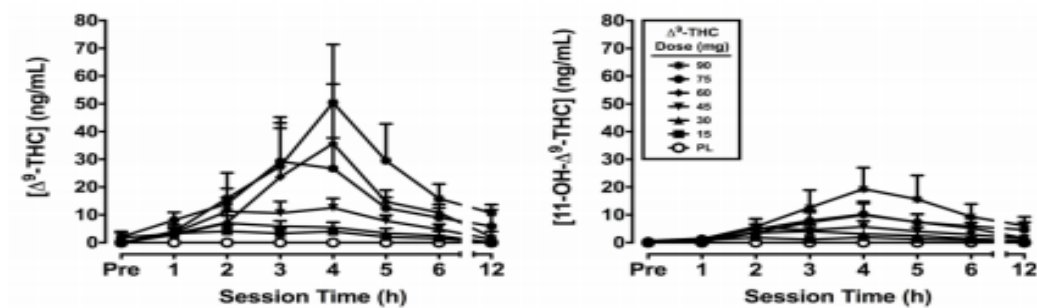 [Δ⁹-THC] (ng/mL)
80
70
60
50
40
30
20
10
0
Pre 1 2 3 4 5 6 12
Session Time (h)
[11-OH-Δ⁹-THC] (ng/mL)
80
70
60
50
40
30
20
10
0
Δ⁹-THC
Dose (mg)
90
75
60
45
30
15
PL
Pre 1 2 3 4 5 6 12
Session Time (h)